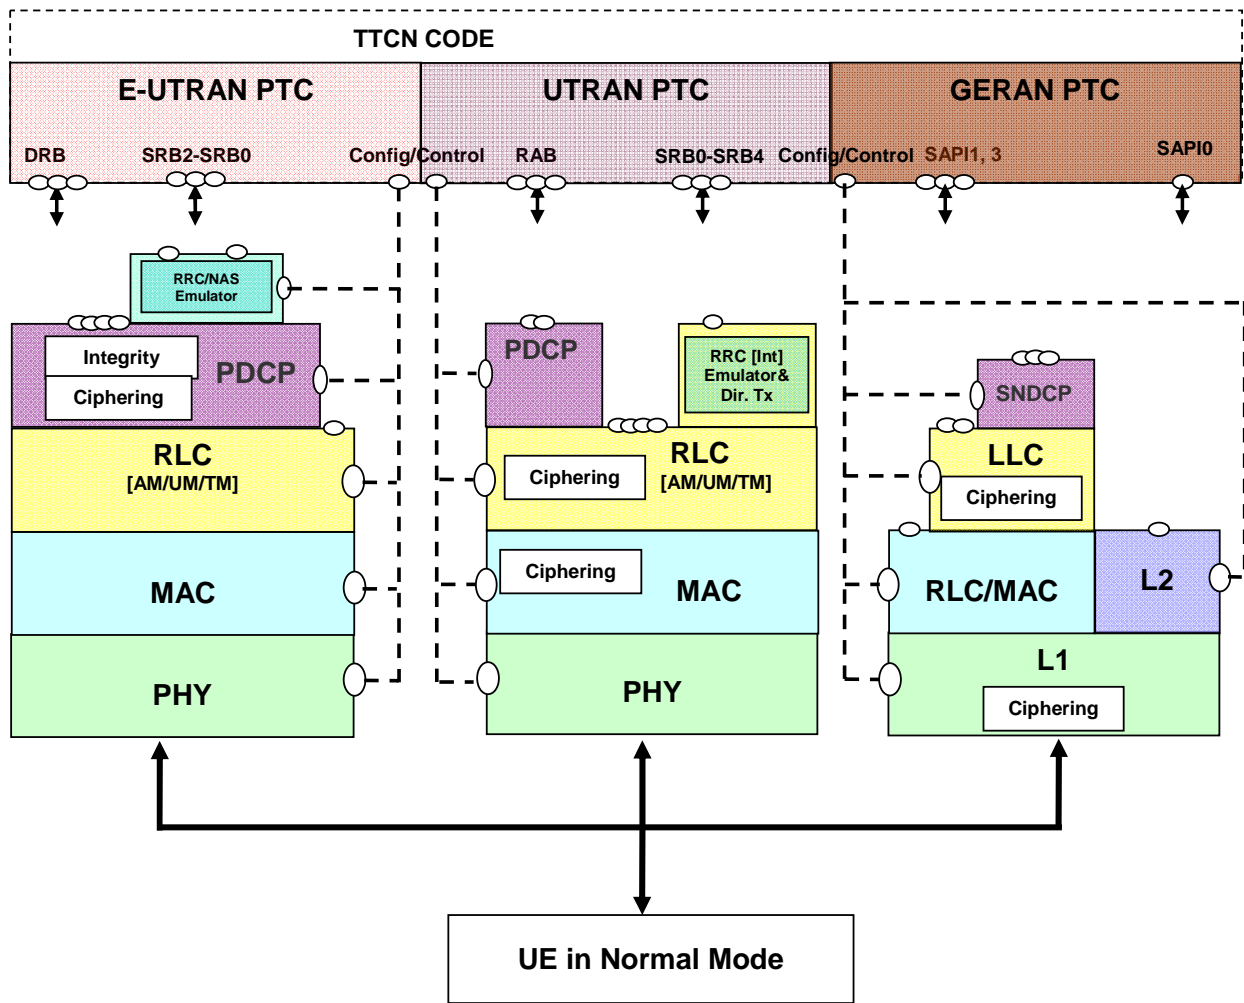 TTCN CODE
E-UTRAN PTC
UTRAN PTC
GERAN PTC
DRB
SRB2-SRB0
Config/Control
RAB
SRB0-SRB4
Config/Control
SAPI1, 3
SAPI0
RRC/NAS
Emulator
Integrity
Ciphering
PDCP
RLC
[AM/UM/TM]
MAC
PHY
PDCP
RRC [Int]
Emulator&
Dir. Tx
Ciphering
RLC
[AM/UM/TM]
Ciphering
MAC
PHY
SNDCP
LLC
Ciphering
RLC/MAC
L2
L1
Ciphering
UE in Normal Mode